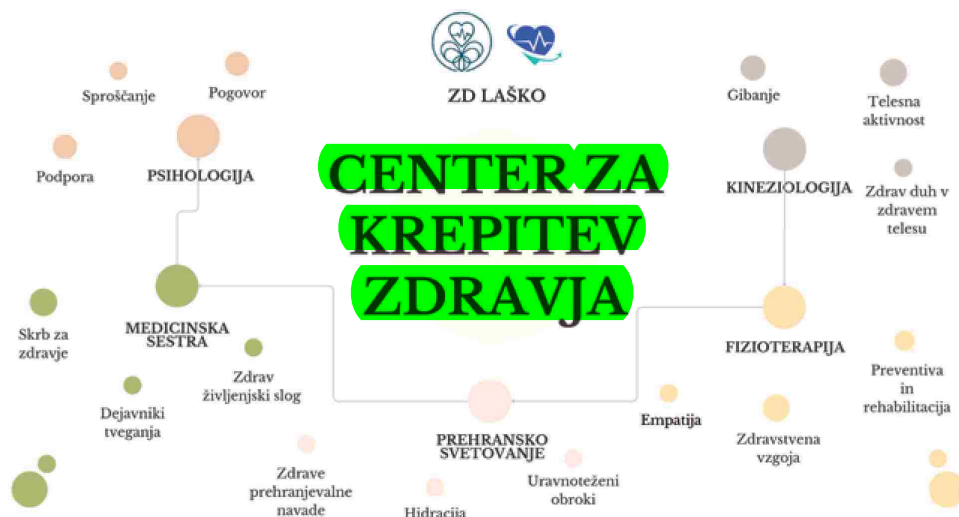 ZD LAŠKO
CENTER ZA
KREPITEV
ZDRAVJA
Sproščanje
Pogovor
Podpora
PSIHOLOGIJA
Gibanje
Telesna
aktivnost
KINEZIOLOGIJA
Zdrav duh v
zdravem
telesu
MEDICINSKA
SESTRA
Skrb za
zdravje
Zdrav
življenjski slog
Dejavniki
tveganja
FIZIOTERAPIJA
Preventiva
in
rehabilitacija
Empatija
Zdravstvena
vzgoja
PREHRANSKO
SVETOVANJE
Zdrave
prehranjevalne
navade
Hidracija
Uravnoteženi
obroki